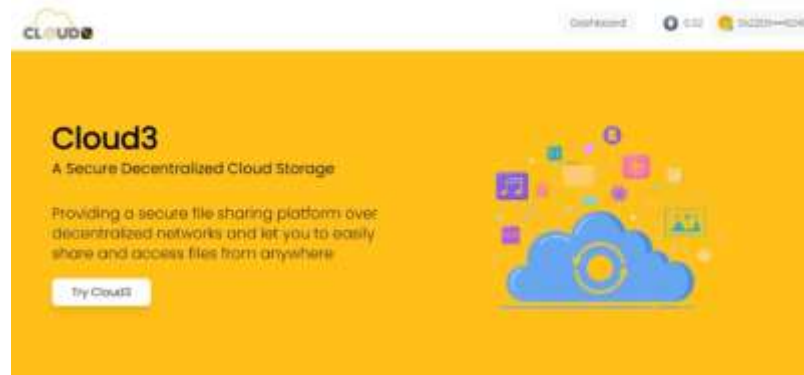 CLOUD3
Dashboard
Cloud3
A Secure Decentralized Cloud Storage
Providing a secure file sharing platform over
decentralized networks and let you to easily
share and access files from anywhere
Try Cloud3